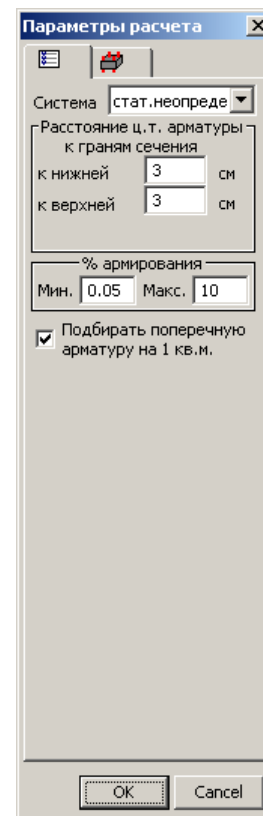 Параметры расчета
Система стат.неопреде
Расстояние ц.т. арматуры
к граням сечения
к нижней 3 см
к верхней 3 см
% армирования
Мин. 0.05 Макс. 10
Подбирать поперечную
арматуру на 1 кв.м.
OK Cancel